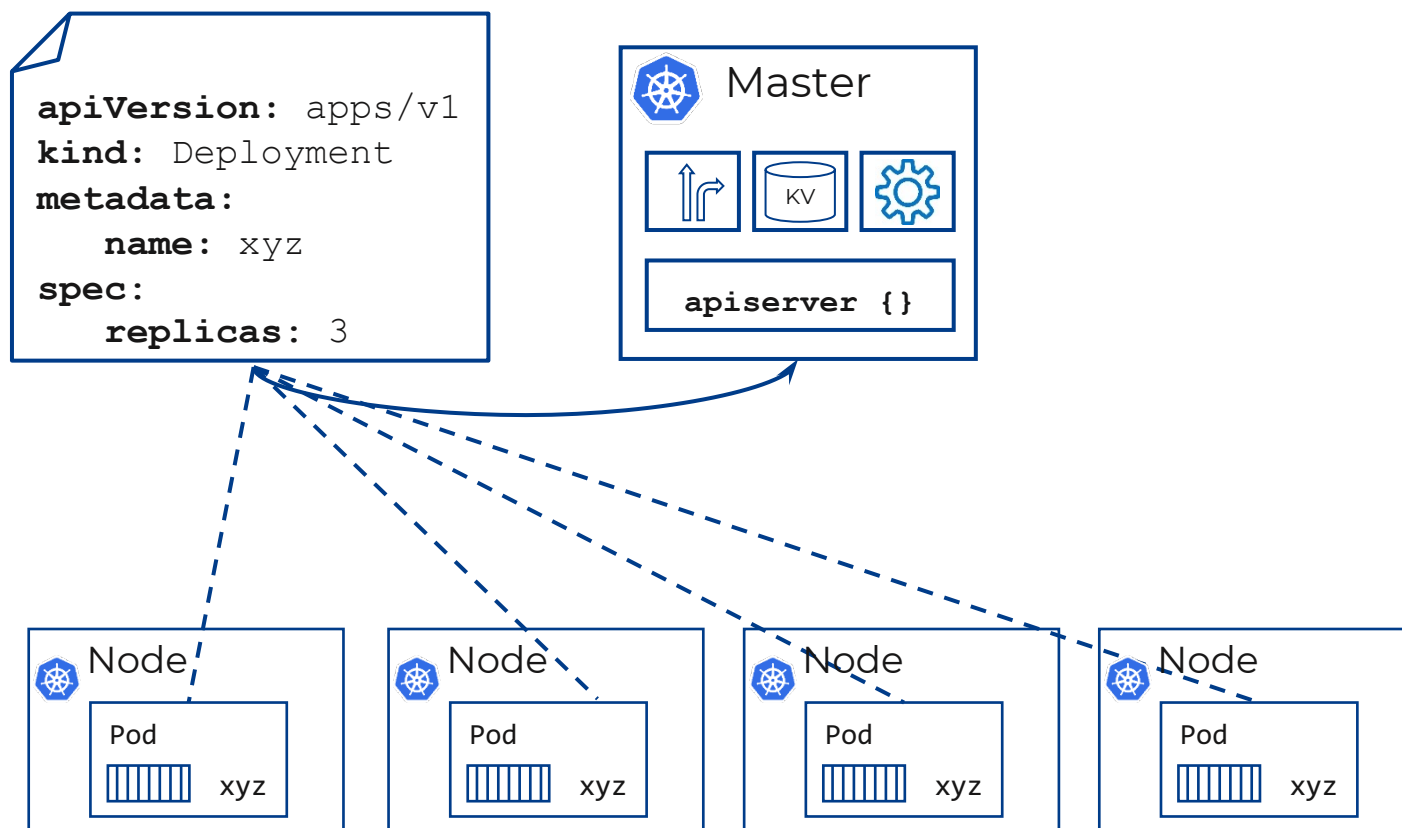 apiVersion: apps/v1
kind: Deployment
metadata:
   name: xyz
spec:
   replicas: 3
Master
KV
apiserver {}
Node
Pod
xyz
Node
Pod
xyz
Node
Pod
xyz
Node
Pod
xyz